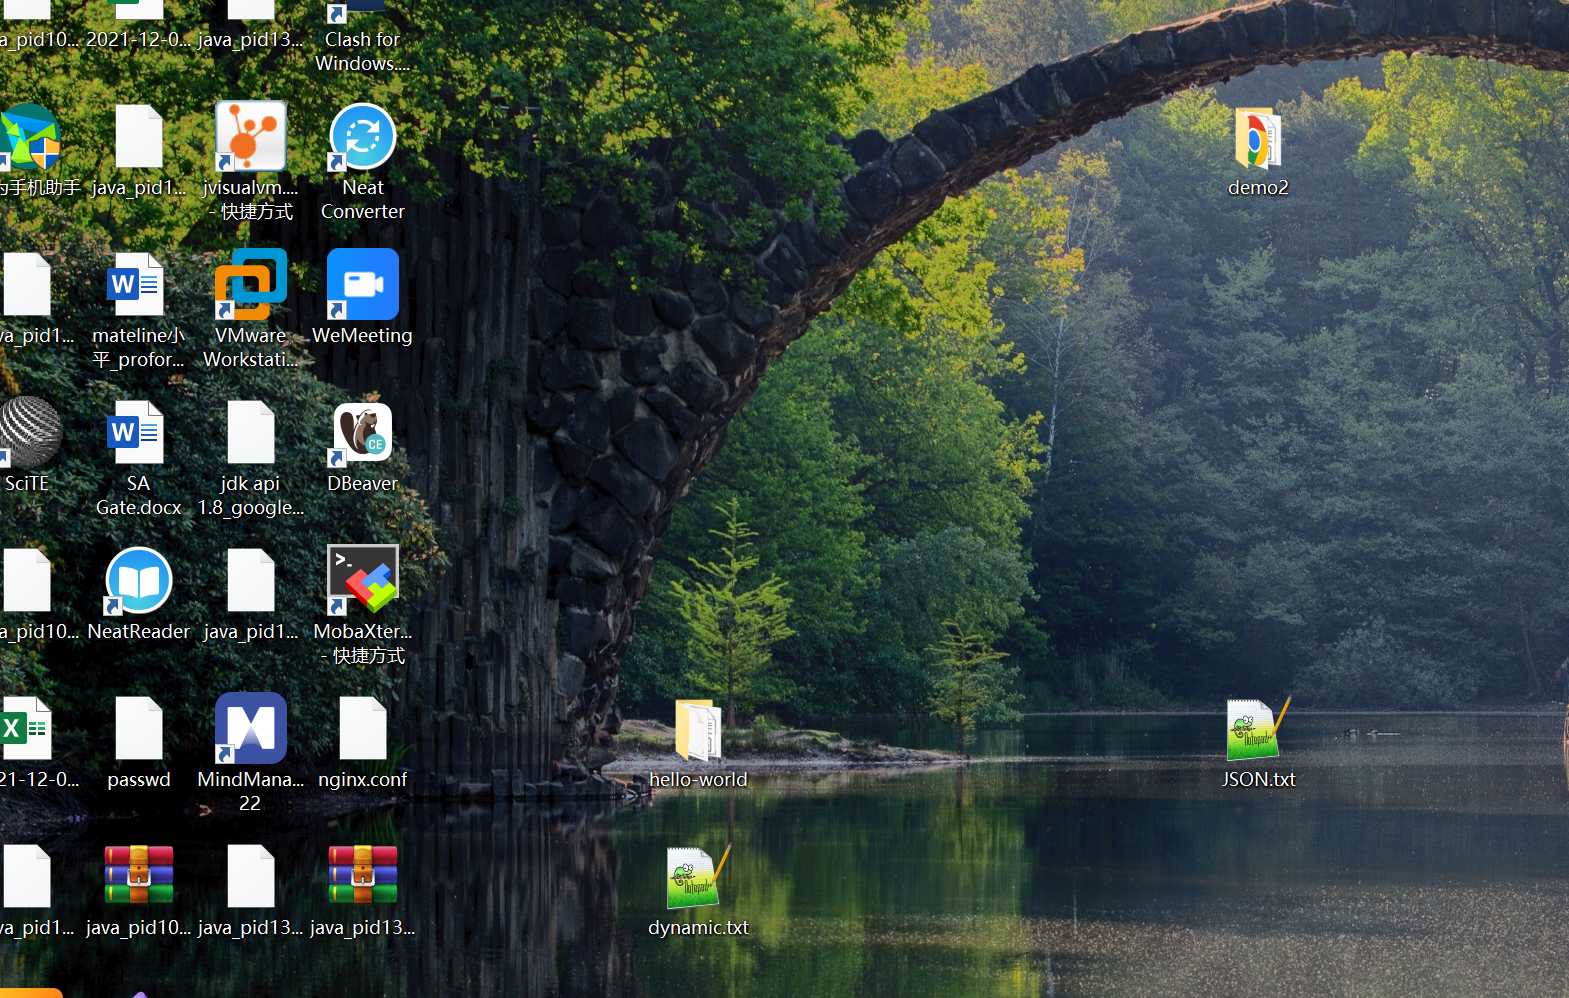 a_pid10...
2021-12-0...
java_pid13...
Clash for
Windows....
为手机助手
java_pid1...
jvisualvm....
- 快捷方式
Neat
Converter
demo2
va_pid1...
W
mateline小
平_profor...
VMware
Workstati...
WeMeeting
SciTE
W
SA
Gate.docx
jdk api
1.8_google...
CE
DBeaver
a_pid10...
NeatReader
java_pid1...
>-
MobaXter...
- 快捷方式
X
21-12-0...
passwd
MindMana...
22
nginx.conf
hello-world
Notepad++
JSON.txt
va_pid1...
java_pid10...
java_pid13...
java_pid13...
Notepad++
dynamic.txt